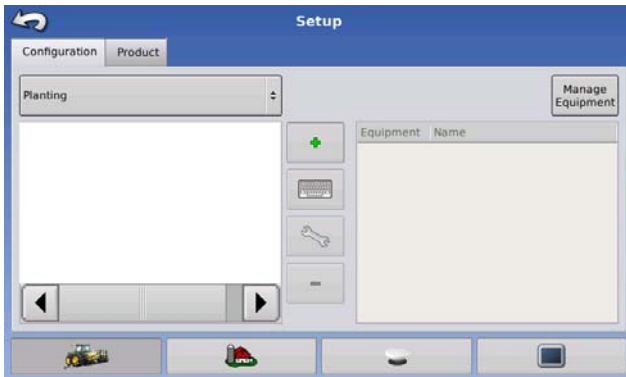 Setup
Configuration Product
Planting
Manage
Equipment
Equipment Name